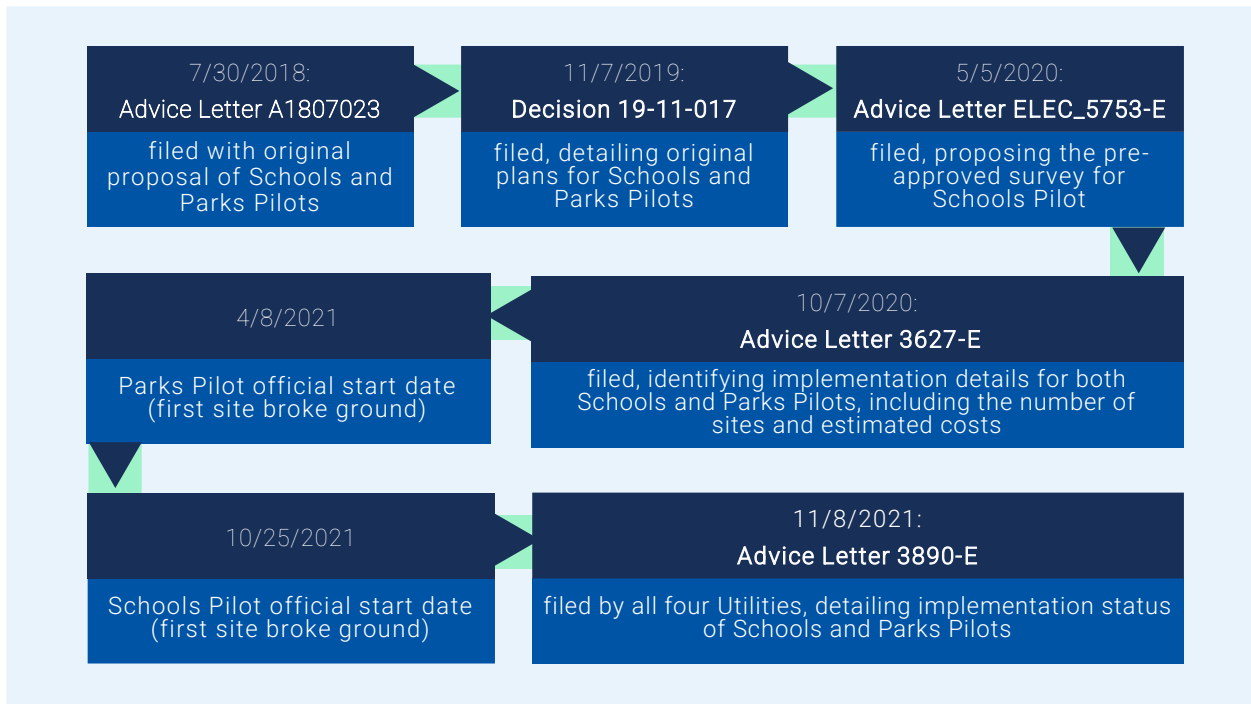 7/30/2018:
Advice Letter A1807023
filed with original
proposal of Schools and
Parks Pilots
11/7/2019:
Decision 19-11-017
filed, detailing original
plans for Schools and
Parks Pilots
5/5/2020:
Advice Letter ELEC_5753-E
filed, proposing the pre-
approved survey for
Schools Pilot
10/7/2020:
Advice Letter 3627-E
filed, identifying implementation details for both
Schools and Parks Pilots, including the number of
sites and estimated costs
4/8/2021
Parks Pilot official start date
(first site broke ground)
10/25/2021
Schools Pilot official start date
(first site broke ground)
11/8/2021:
Advice Letter 3890-E
filed by all four Utilities, detailing implementation status
of Schools and Parks Pilots